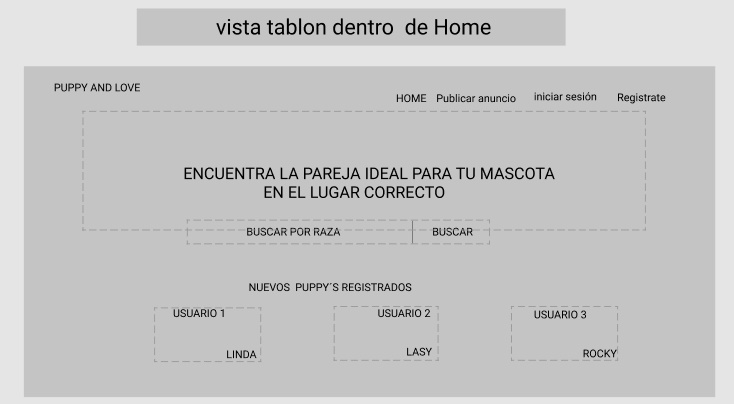 vista tablon dentro de Home
PUPPY AND LOVE
HOME Publicar anuncio iniciar sesión Registrate
ENCUENTRA LA PAREJA IDEAL PARA TU MASCOTA
EN EL LUGAR CORRECTO
BUSCAR POR RAZA BUSCAR
NUEVOS PUPPY´S REGISTRADOS
USUARIO 1 USUARIO 2 USUARIO 3
LINDA LASY ROCKY